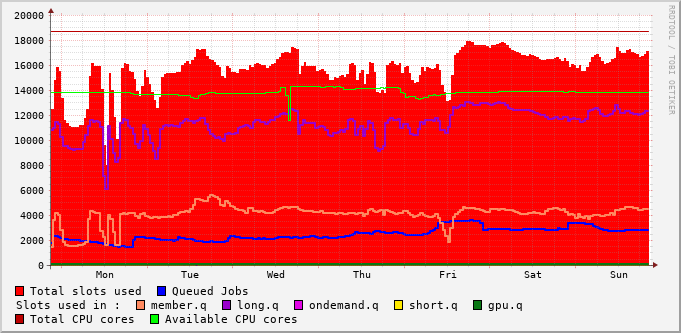 20000
18000
16000
14000
12000
10000
8000
6000
4000
2000
0
Mon Tue Wed Thu Fri Sat Sun
RRDTOOL / TOBI OETIKER
Total slots used Queued Jobs
Slots used in : member.q long.q ondemand.q short.q gpu.q
Total CPU cores Available CPU cores